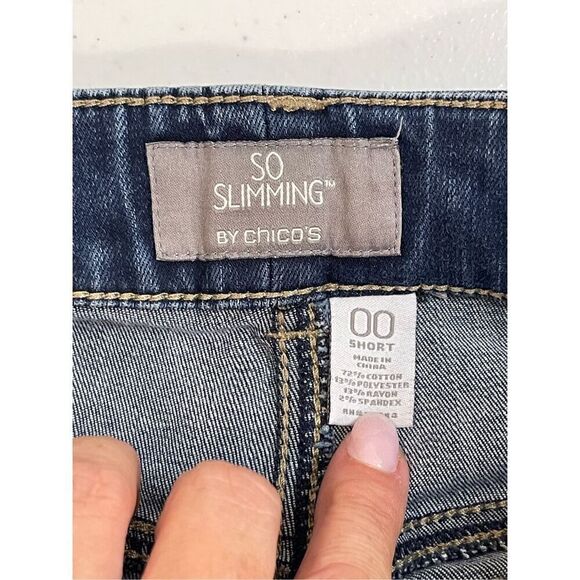 SO
SLIMMING™
BY CHICO'S
00
SHORT
MADE IN
CHINA
72% COTTON
13% POLYESTER
13% RAYON
2% SPANDEX